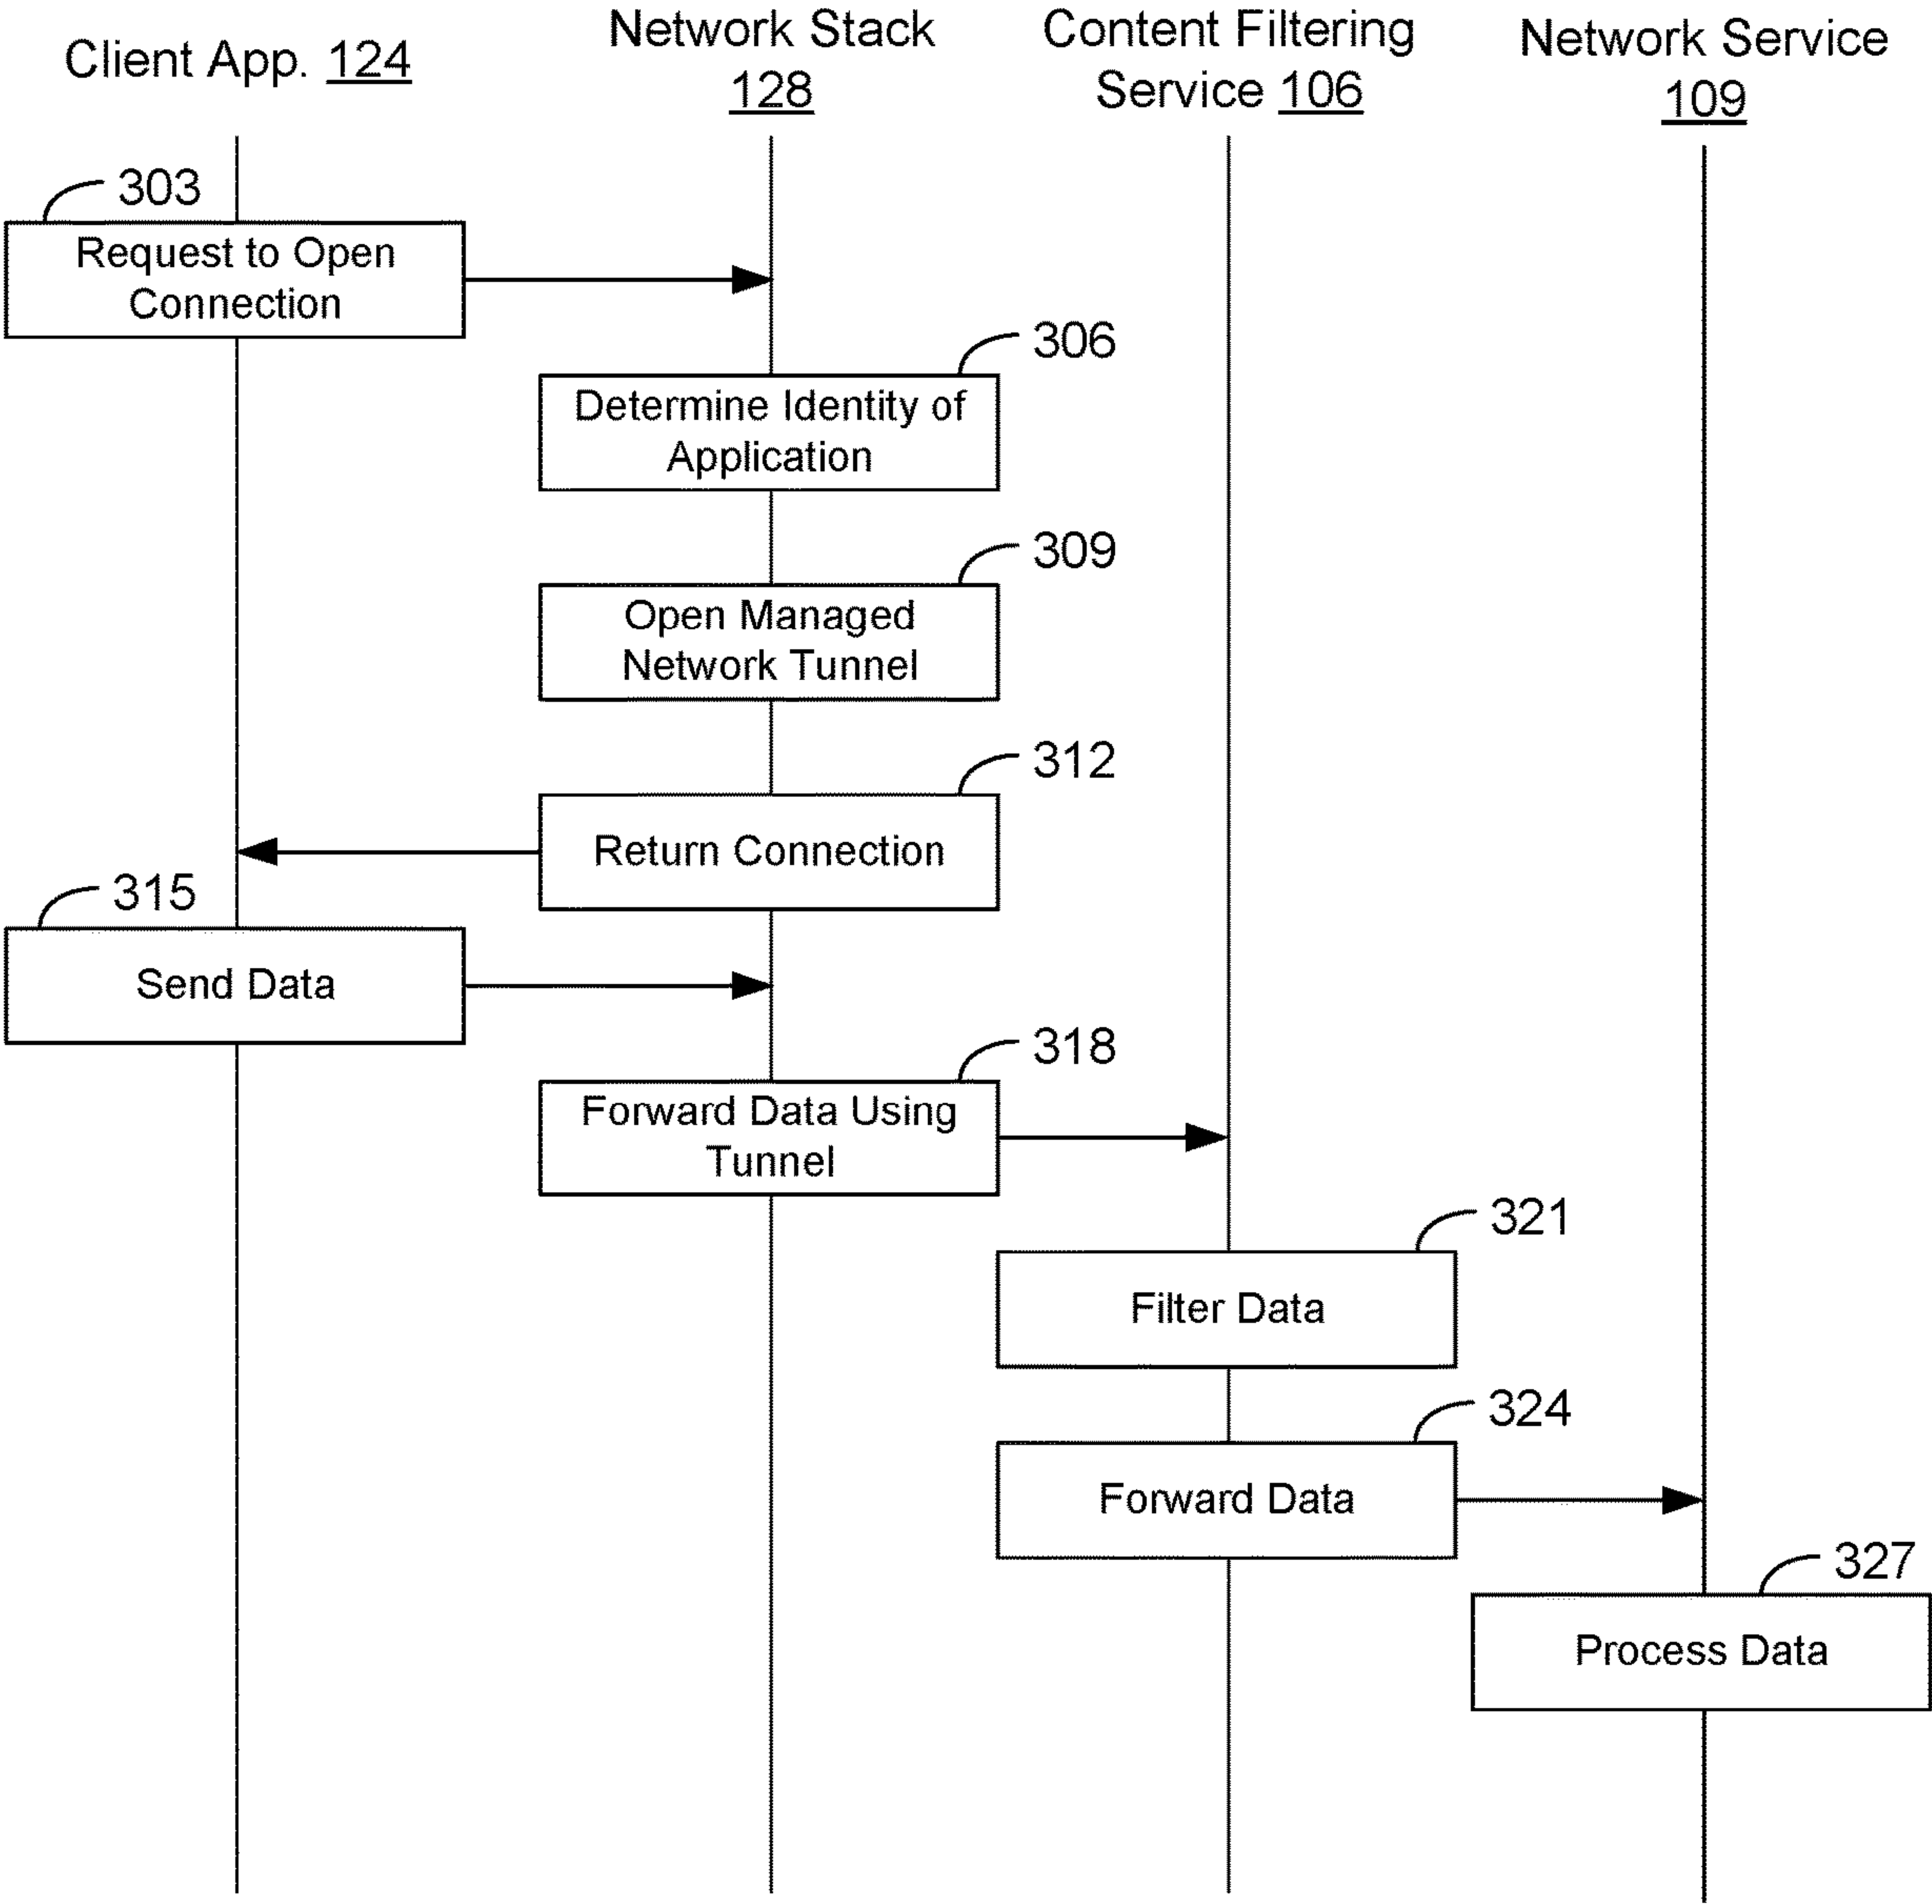 Client App. 124
Network Stack
128
Content Filtering
Service 106
Network Service
109
303
Request to Open
Connection
306
Determine Identity of
Application
309
Open Managed
Network Tunnel
312
Return Connection
315
Send Data
318
Forward Data Using
Tunnel
321
Filter Data
324
Forward Data
327
Process Data